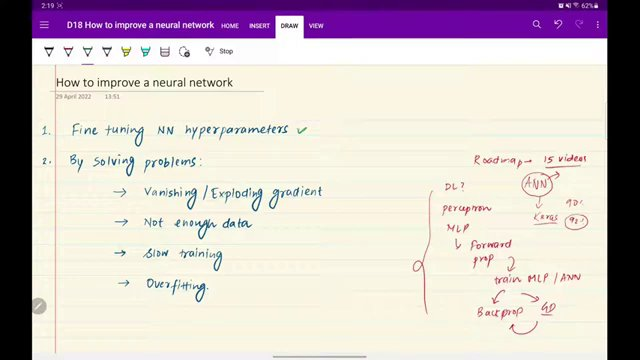 2:19
62%
D18 How to improve a neural network
HOME
INSERT
DRAW
VIEW
Stop
How to improve a neural network
29 April 2022
13:51
1. Fine tuning NN hyperparameters ✓
2. By solving problems:
→ Vanishing/Exploding gradient
→ Not enough data
→ Slow training
→ Overfitting.
Roadmap → 15 videos
ANN
Keras
90%
92%
DL?
perceptron
MLP
↳ Forward
prop
train MLP/ANN
Backprop
GD